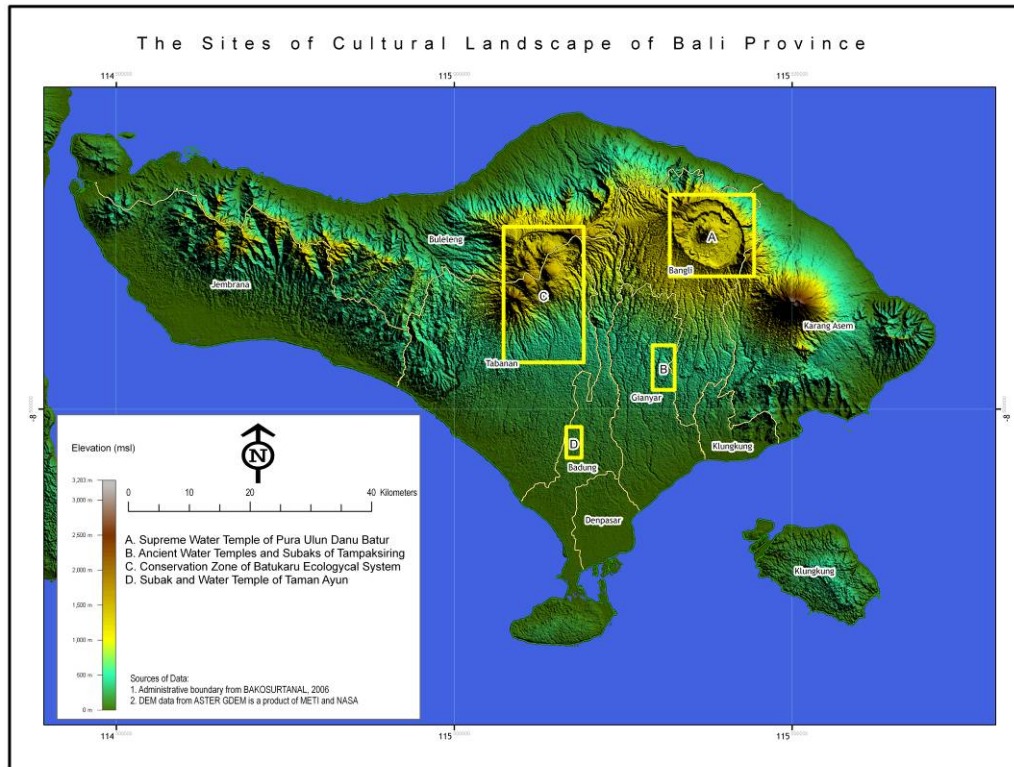 The Sites of Cultural Landscape of Bali Province
114
115
115
Buleleng
Jembrana
Tabanan
Bangli
Karang Asem
Gianyar
Klungkung
Badung
Denpasar
Klungkung
A
B
C
D
-8
-8
Elevation (msl)
N
0 10 20 40 Kilometers
3,203 m
2,500 m
2,000 m
1,500 m
1,000 m
500 m
0 m
A. Supreme Water Temple of Pura Ulun Danu Batur
B. Ancient Water Temples and Subaks of Tampaksiring
C. Conservation Zone of Batukaru Ecologycal System
D. Subak and Water Temple of Taman Ayun
Sources of Data:
1. Administrative boundary from BAKOSURTANAL, 2006
2. DEM data from ASTER GDEM is a product of METI and NASA
114
115
115